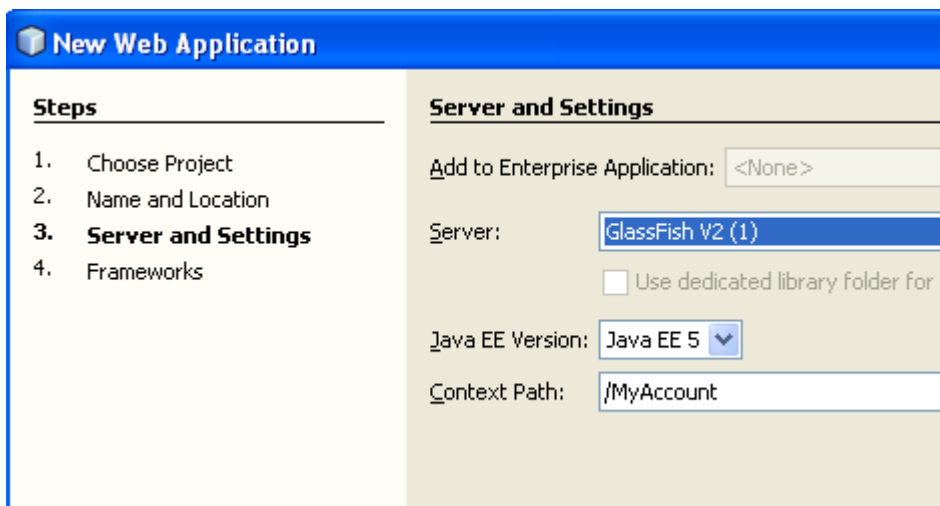 New Web Application
Steps
1. Choose Project
2. Name and Location
3. Server and Settings
4. Frameworks
Server and Settings
Add to Enterprise Application: <None>
Server: GlassFish V2 (1)
Use dedicated library folder for
Java EE Version: Java EE 5
Context Path: /MyAccount